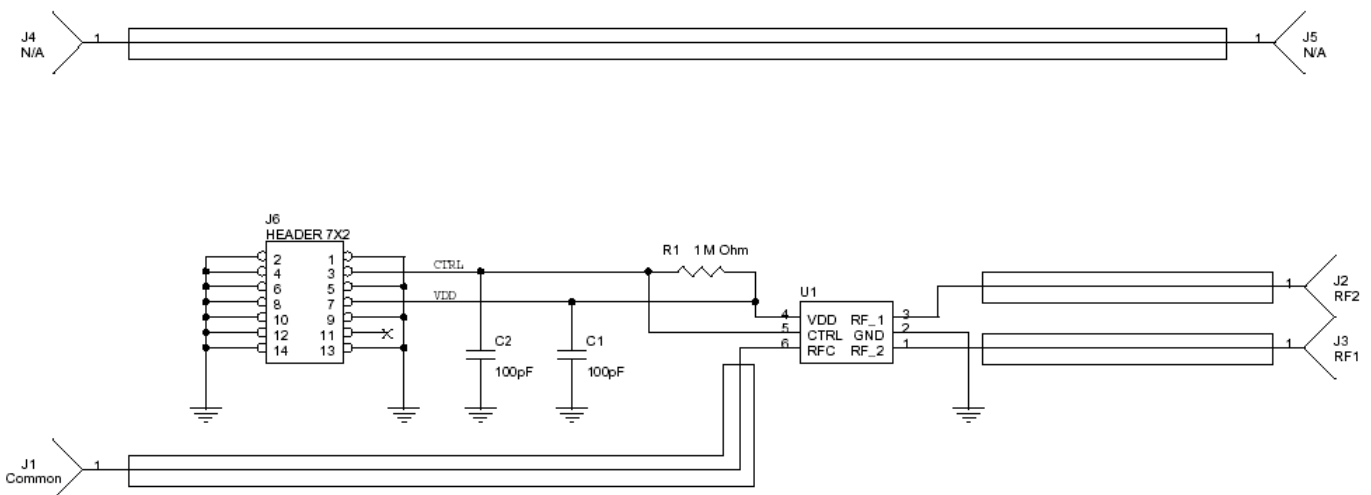 J4
N/A
1
1
J5
N/A
J6
HEADER 7X2
2 1
4 3
6 5
8 7
10 9
12 11
14 13
CTRL
VDD
R1 1M Ohm
C2
100pF
C1
100pF
U1
4 VDD RF_1 3
5 CTRL GND 2
6 RFC RF_2 1
1
J2
RF2
1
J3
RF1
J1
Common
1